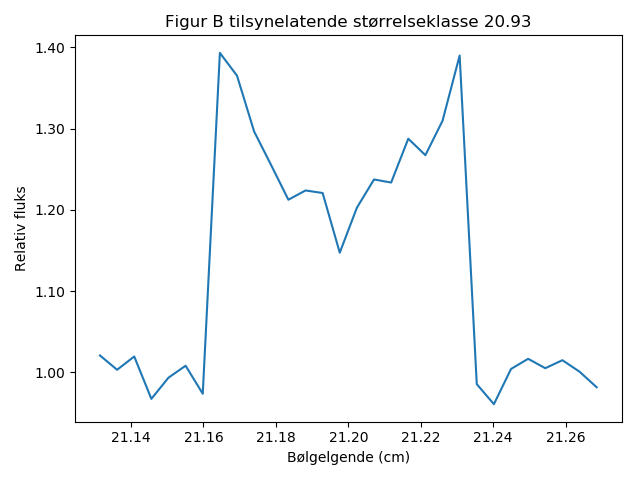 Figur B tilsynelatende størrelseklasse 20.93
1.40
1.30
1.20
1.10
1.00
Relativ fluks
21.14 21.16 21.18 21.20 21.22 21.24 21.26
Bølgelgende (cm)